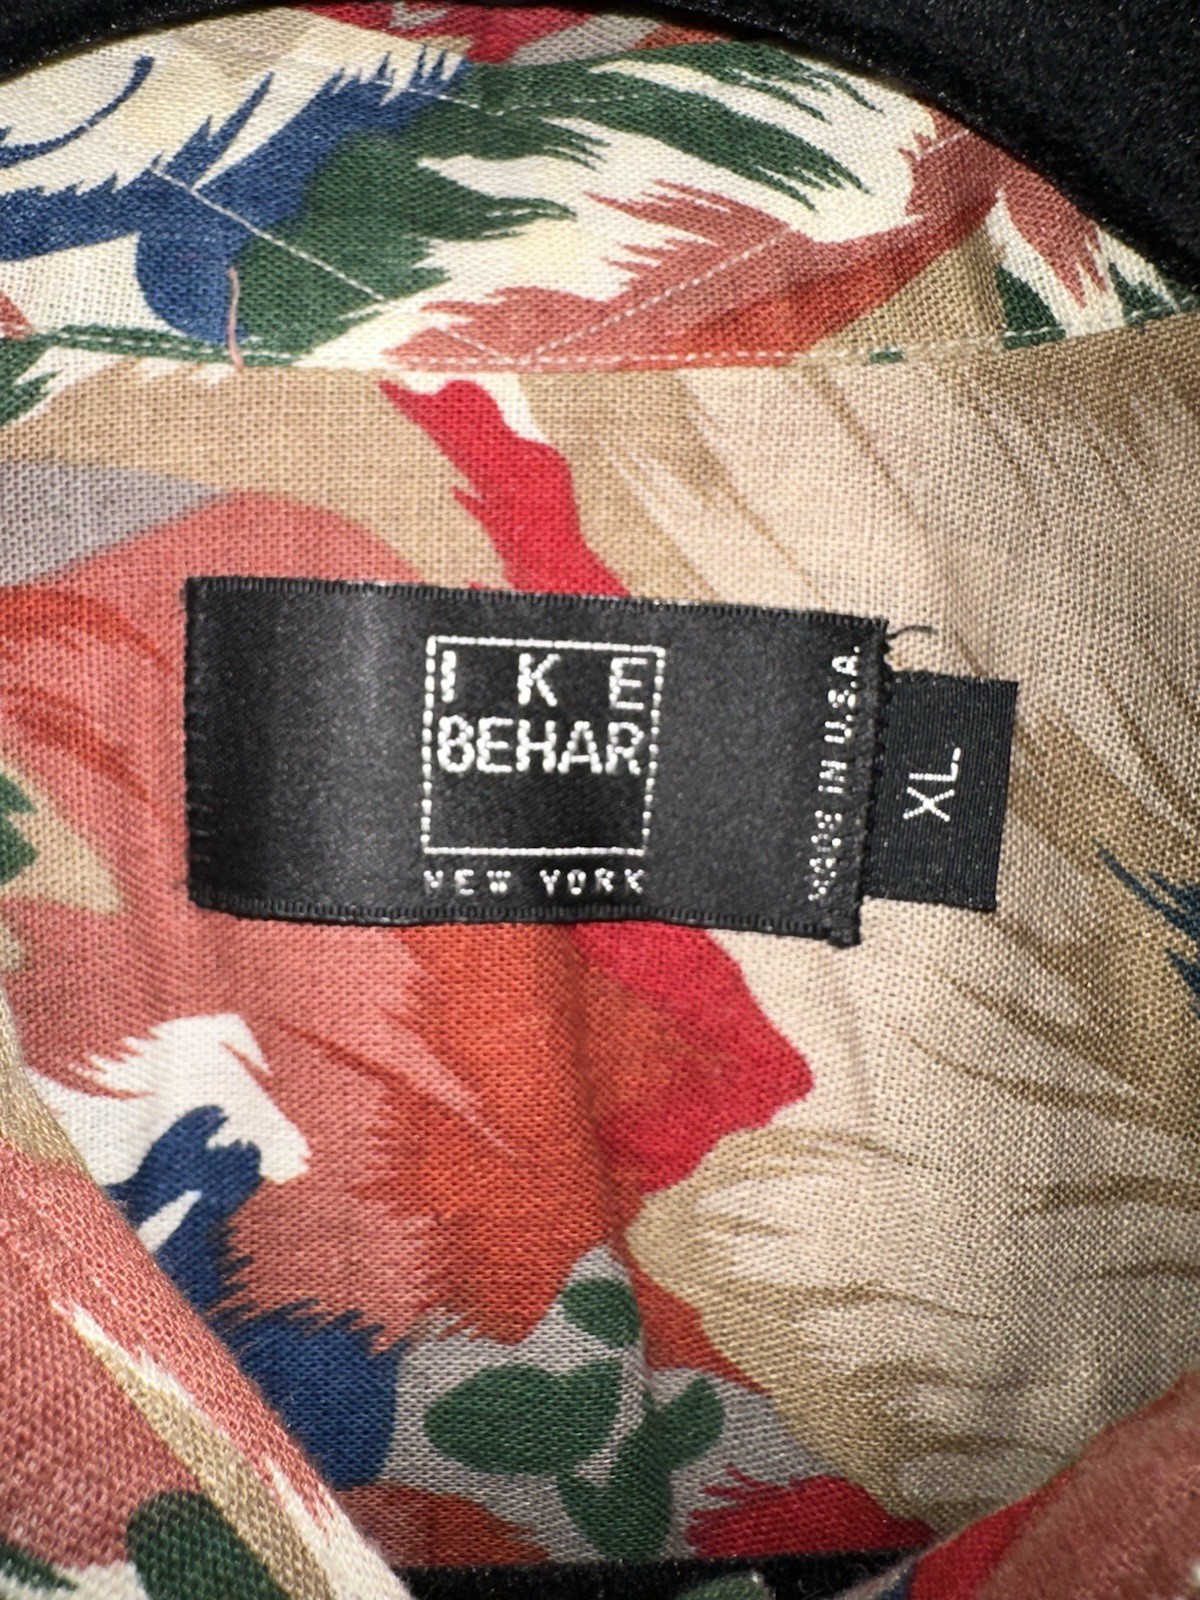 IKE
BEHAR
NEW YORK
MADE IN U.S.A.
XL